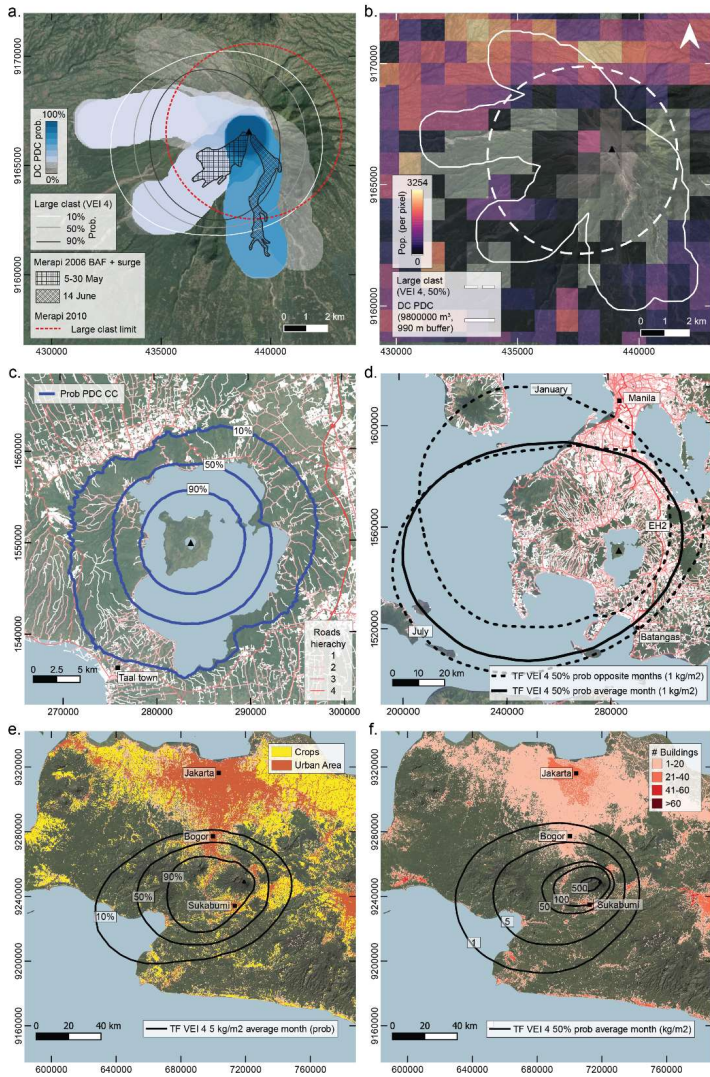 a.
9170000
9165000
9160000
100%
DC PDC prob.
0%
Large clast (VEI 4)
10%
50%
90%
Prob.
Merapi 2006 BAF + surge
5-30 May
14 June
Merapi 2010
Large clast limit
0 1 2 km
430000 435000 440000
b.
9170000
9165000
9160000
3254
Pop. (per pixel)
0
Large clast
(VEI 4, 50%)
DC PDC
(9800000 m³,
990 m buffer)
0 1 2 km
430000 435000 440000
c.
Prob PDC CC
10%
50%
90%
1560000
1550000
1540000
Roads
hierachy
1
2
3
4
Taal town
0 2.5 5 km
270000 280000 290000 300000
d.
January
Manila
EH2
July
Batangas
1600000
1560000
1520000
0 10 20 km
TF VEI 4 50% prob opposite months (1 kg/m2)
TF VEI 4 50% prob average month (1 kg/m2)
200000 240000 280000
e.
Crops
Urban Area
Jakarta
Bogor
Sukabumi
90%
50%
10%
9320000
9280000
9240000
9200000
9160000
0 20 40 km
TF VEI 4 5 kg/m2 average month (prob)
600000 640000 680000 720000 760000
f.
# Buildings
1-20
21-40
41-60
>60
Jakarta
Bogor
Sukabumi
500
100
50
5
1
9320000
9280000
9240000
9200000
9160000
0 20 40 km
TF VEI 4 50% prob average month (kg/m2)
600000 640000 680000 720000 760000